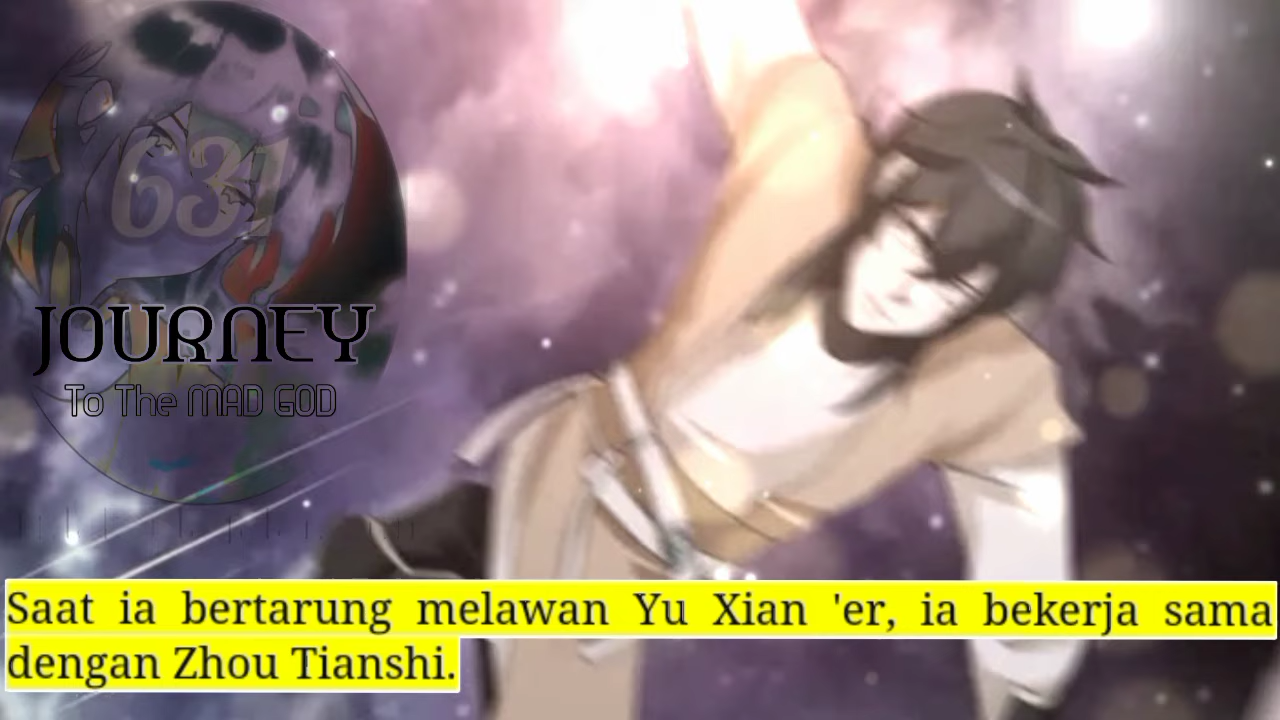 631
JOURNEY
To The MAD GOD
Saat ia bertarung melawan Yu Xian 'er, ia bekerja sama
dengan Zhou Tianshi.